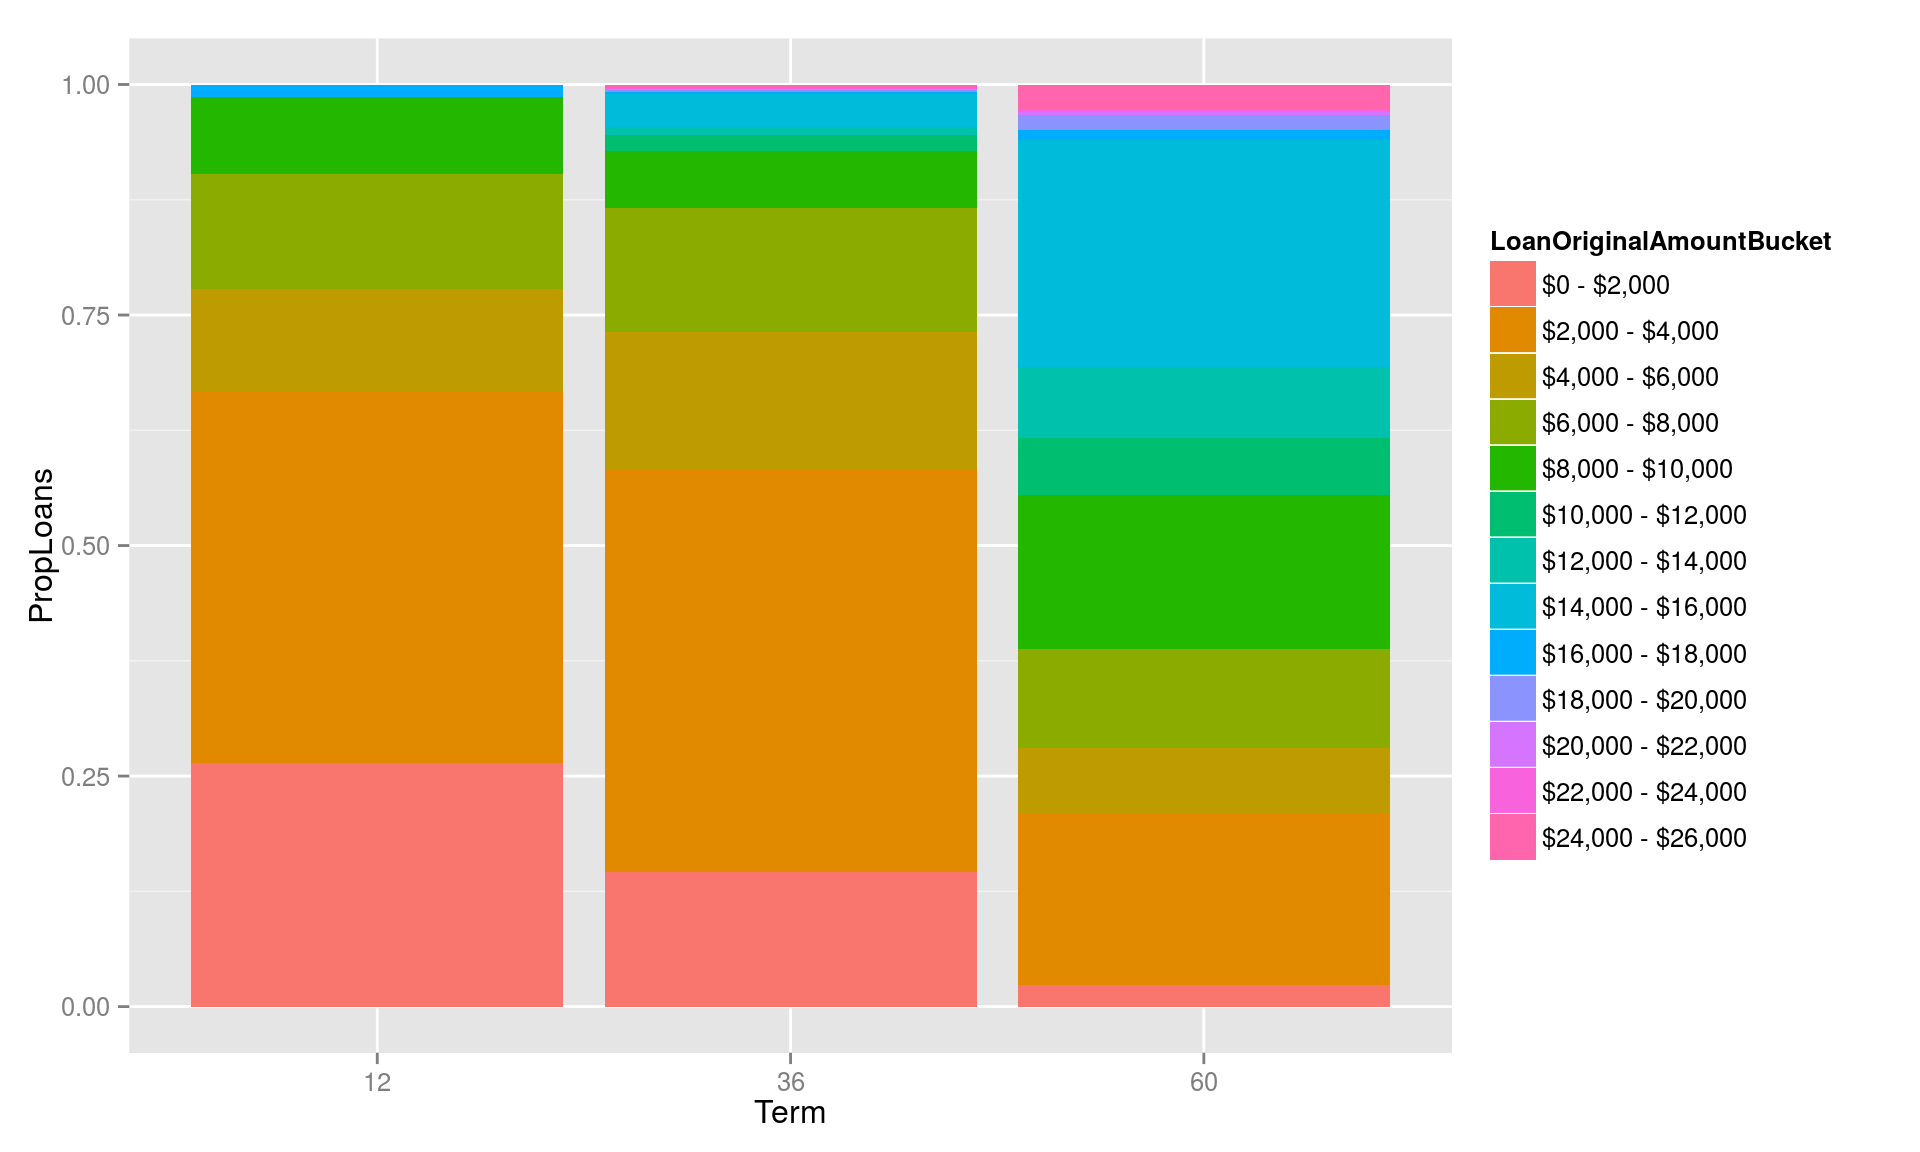 1.00
0.75
0.50
0.25
0.00
PropLoans
12 36 60
Term
LoanOriginalAmountBucket
$0 - $2,000
$2,000 - $4,000
$4,000 - $6,000
$6,000 - $8,000
$8,000 - $10,000
$10,000 - $12,000
$12,000 - $14,000
$14,000 - $16,000
$16,000 - $18,000
$18,000 - $20,000
$20,000 - $22,000
$22,000 - $24,000
$24,000 - $26,000